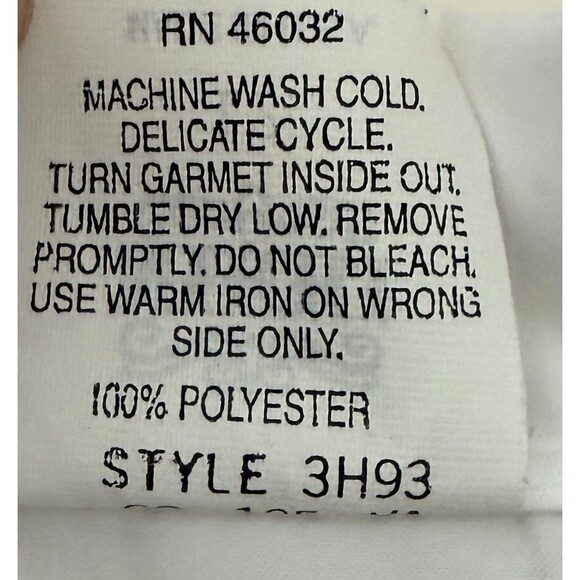 RN 46032
MACHINE WASH COLD.
DELICATE CYCLE.
TURN GARMET INSIDE OUT.
TUMBLE DRY LOW. REMOVE
PROMPTLY. DO NOT BLEACH.
USE WARM IRON ON WRONG
SIDE ONLY.
100% POLYESTER
STYLE 3H93